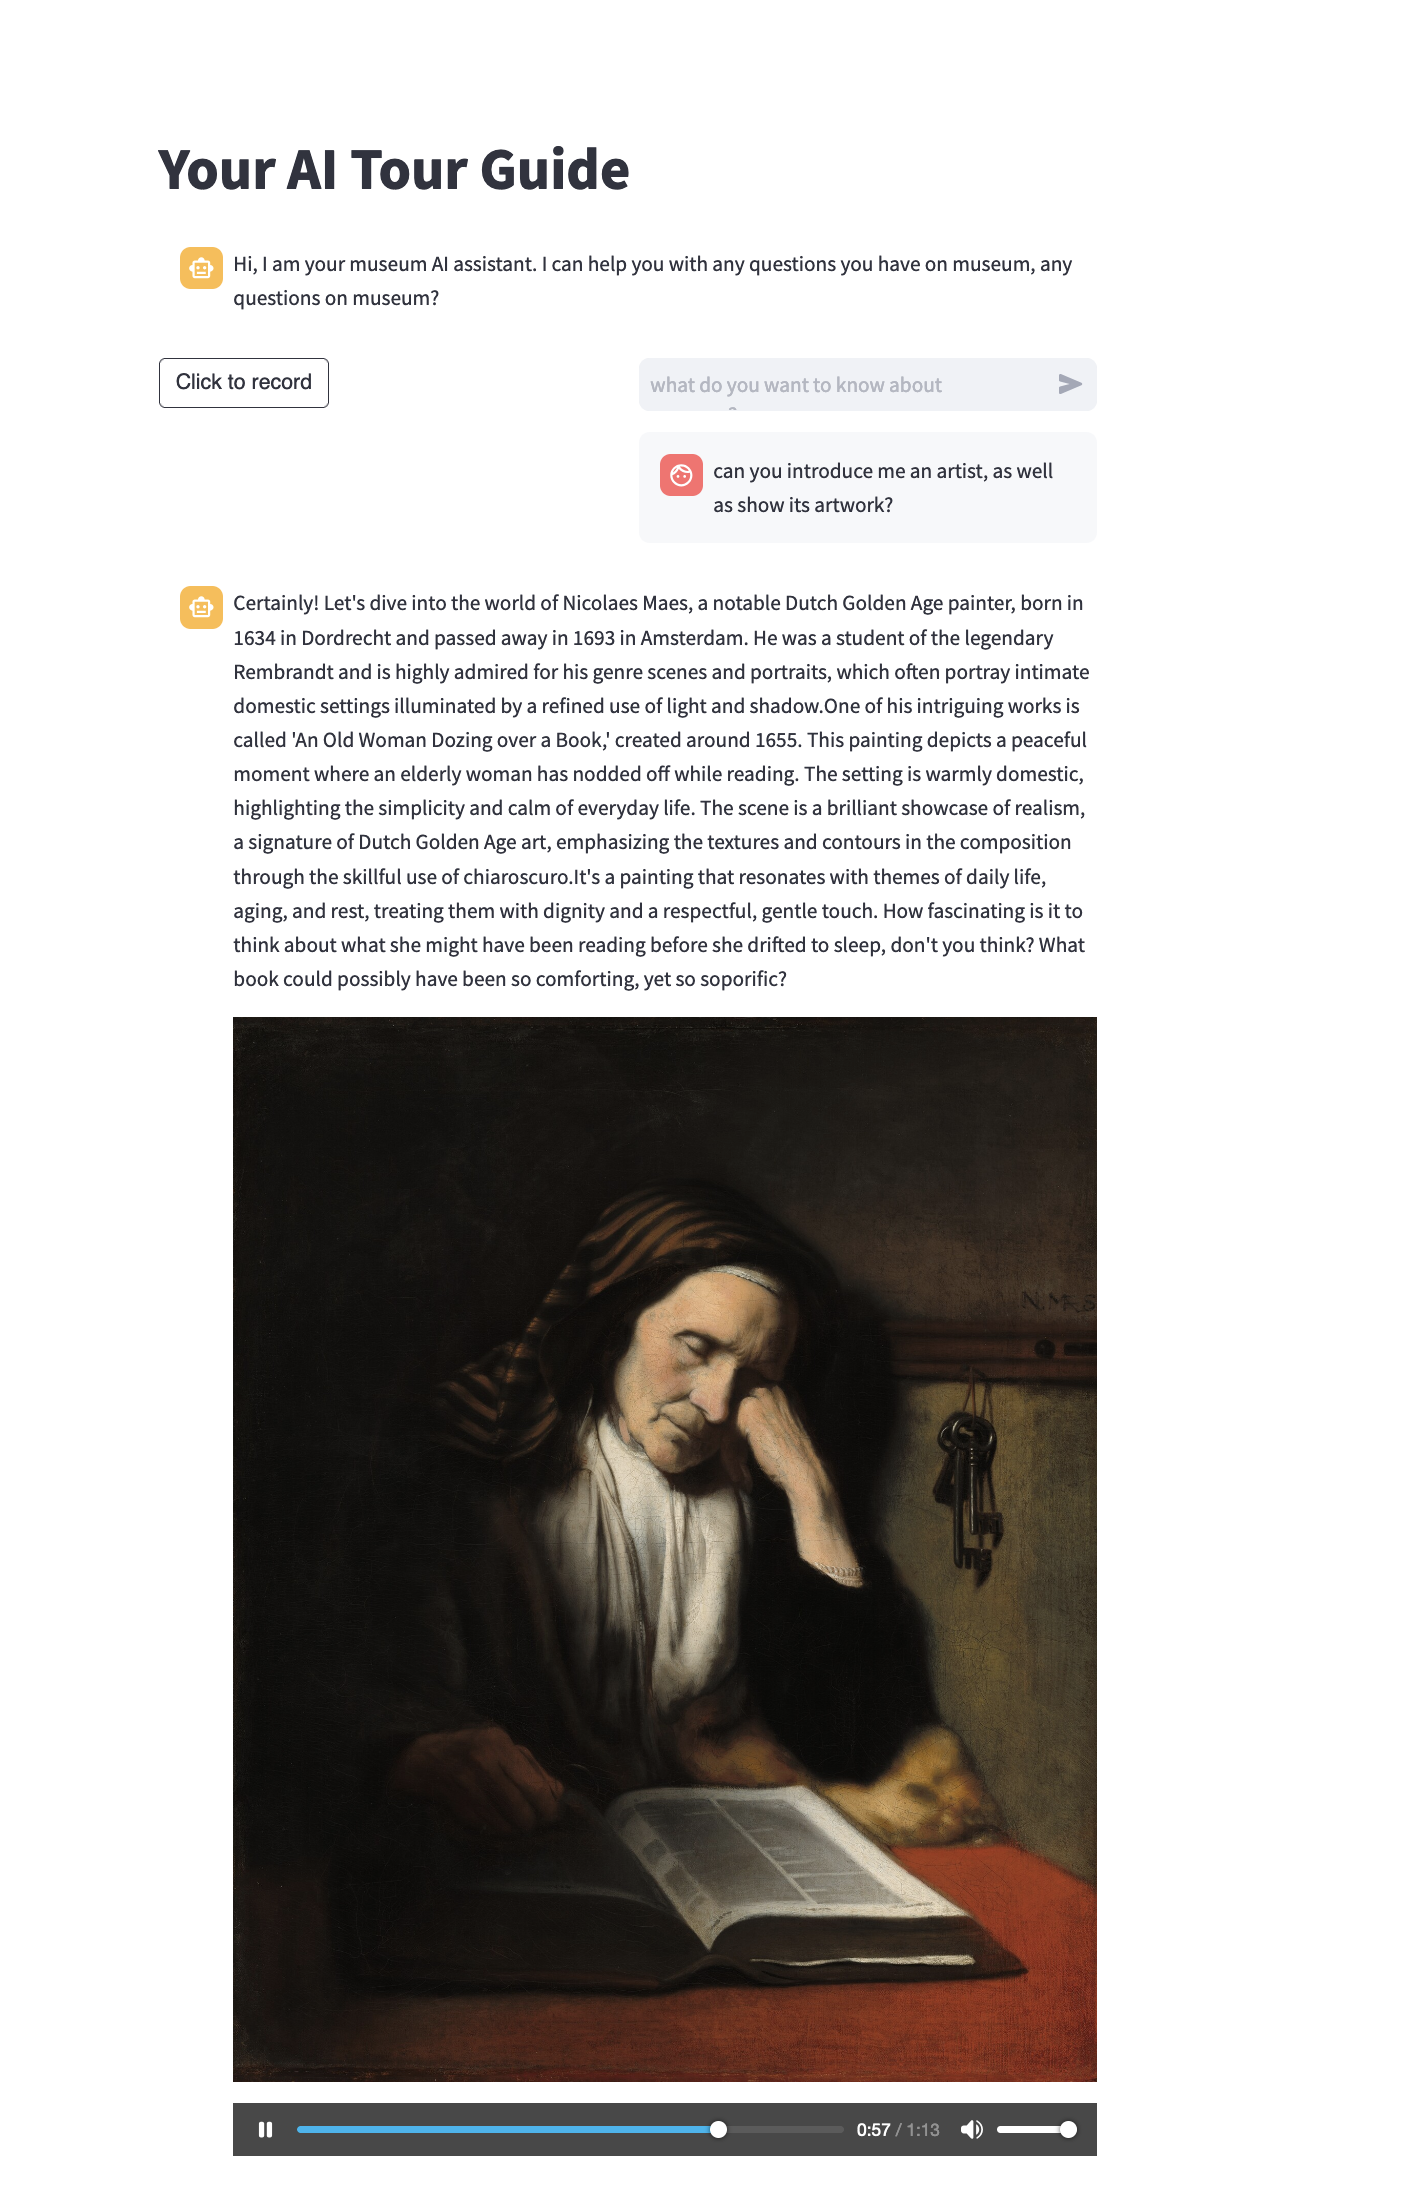 Your AI Tour Guide
Hi, I am your museum AI assistant. I can help you with any questions you have on museum, any
questions on museum?
Click to record
what do you want to know about
can you introduce me an artist, as well
as show its artwork?
Certainly! Let's dive into the world of Nicolaes Maes, a notable Dutch Golden Age painter, born in
1634 in Dordrecht and passed away in 1693 in Amsterdam. He was a student of the legendary
Rembrandt and is highly admired for his genre scenes and portraits, which often portray intimate
domestic settings illuminated by a refined use of light and shadow.One of his intriguing works is
called 'An Old Woman Dozing over a Book,' created around 1655. This painting depicts a peaceful
moment where an elderly woman has nodded off while reading. The setting is warmly domestic,
highlighting the simplicity and calm of everyday life. The scene is a brilliant showcase of realism,
a signature of Dutch Golden Age art, emphasizing the textures and contours in the composition
through the skillful use of chiaroscuro.It's a painting that resonates with themes of daily life,
aging, and rest, treating them with dignity and a respectful, gentle touch. How fascinating is it to
think about what she might have been reading before she drifted to sleep, don't you think? What
book could possibly have been so comforting, yet so soporific?
0:57 / 1:13